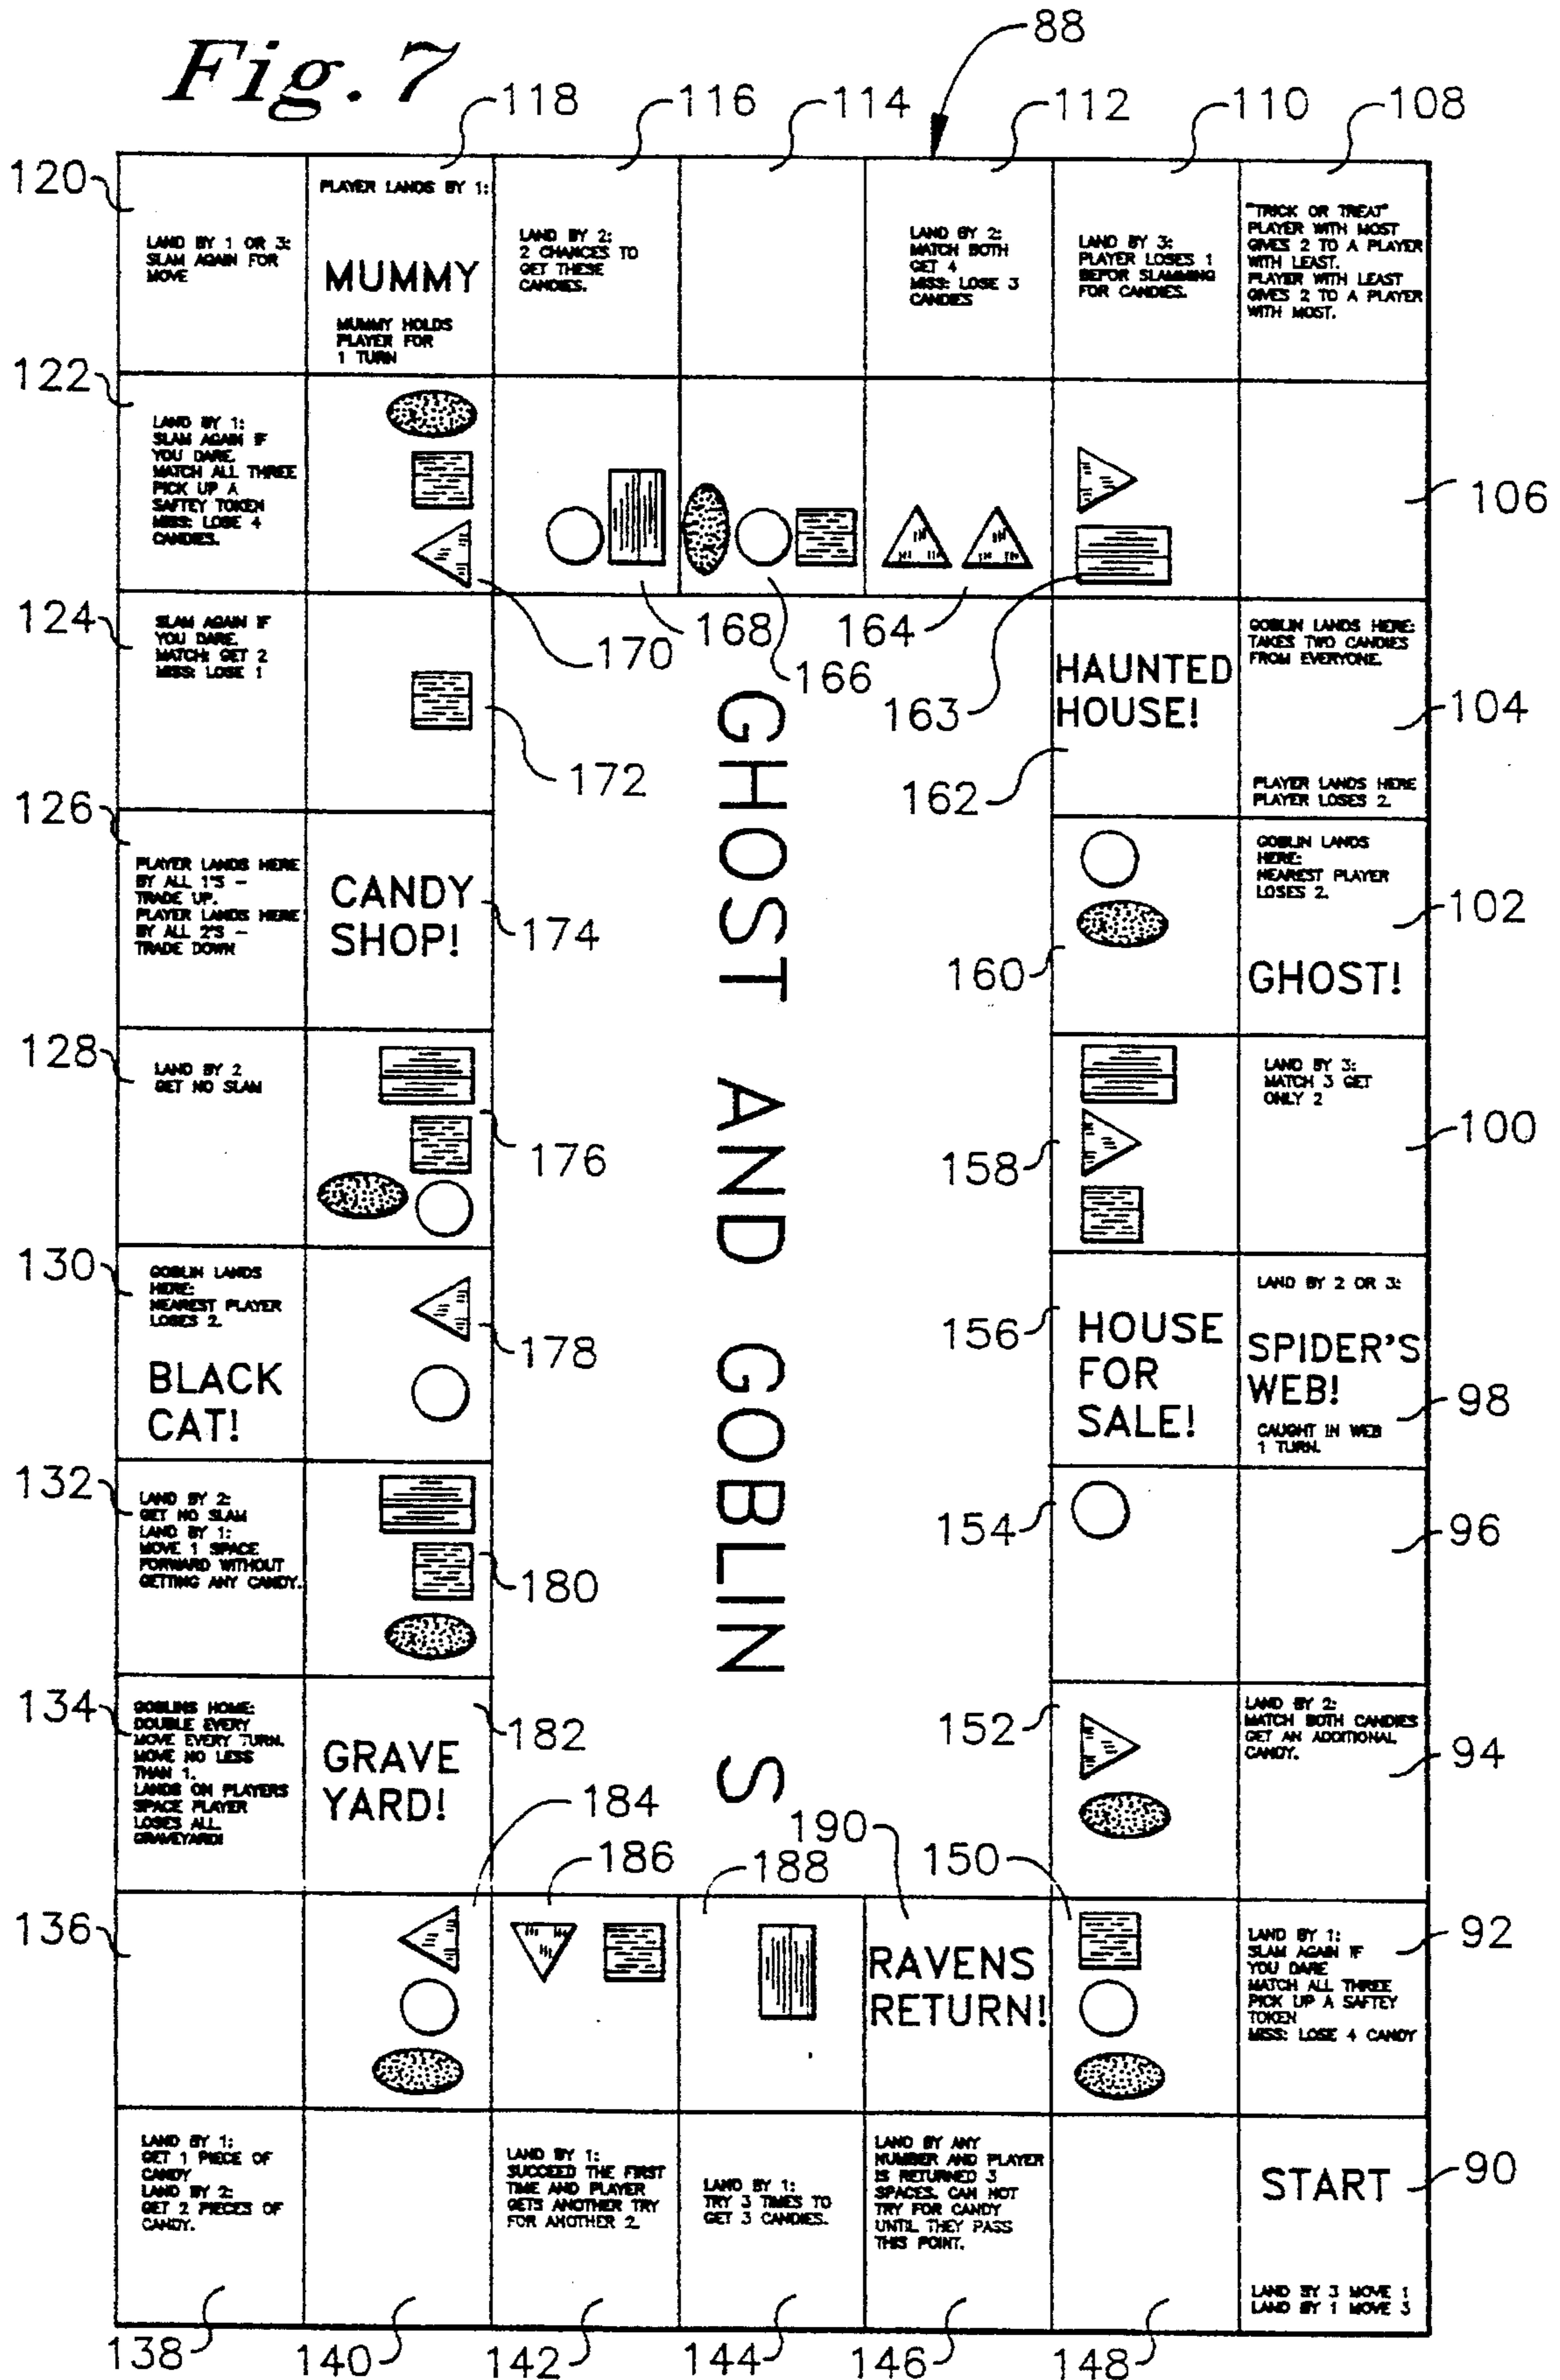 Fig. 7
88
118
116
114
112
110
108
120
LAND BY 1 OR 3:
SLAM AGAIN FOR
MOVE
PLAYER LANDS BY 1:
MUMMY
MUMMY HOLDS
PLAYER FOR
1 TURN
LAND BY 2:
2 CHANCES TO
GET THESE
CANDIES.
LAND BY 2:
MATCH BOTH
GET 4
MISS: LOSE 3
CANDIES
LAND BY 3:
PLAYER LOSES 1
BEFOR SLAMMING
FOR CANDIES.
"TRICK OR TREAT"
PLAYER WITH MOST
GIVES 2 TO A PLAYER
WITH LEAST.
PLAYER WITH LEAST
GIVES 2 TO A PLAYER
WITH MOST.
122
LAND BY 1:
SLAM AGAIN IF
YOU DARE.
MATCH ALL THREE
PICK UP A
SAFTEY TOKEN
MISS: LOSE 4
CANDIES.
106
124
SLAM AGAIN IF
YOU DARE.
MATCH: GET 2
MISS: LOSE 1
170
168
166
164
163
HAUNTED
HOUSE!
162
GOBLIN LANDS HERE:
TAKES TWO CANDIES
FROM EVERYONE.
104
PLAYER LANDS HERE
PLAYER LOSES 2.
172
126
PLAYER LANDS HERE
BY ALL 1'S -
TRADE UP.
PLAYER LANDS HERE
BY ALL 2'S -
TRADE DOWN
CANDY
SHOP!
174
160
GOBLIN LANDS
HERE:
NEAREST PLAYER
LOSES 2.
102
GHOST!
GHOST AND GOBLIN S
128
LAND BY 2
GET NO SLAM
176
158
LAND BY 3:
MATCH 3 GET
ONLY 2
100
130
GOBLIN LANDS
HERE:
NEAREST PLAYER
LOSES 2.
BLACK
CAT!
178
156
HOUSE
FOR
SALE!
LAND BY 2 OR 3:
SPIDER'S
WEB!
98
CAUGHT IN WEB
1 TURN.
132
LAND BY 2:
GET NO SLAM
LAND BY 1:
MOVE 1 SPACE
FORWARD WITHOUT
GETTING ANY CANDY.
180
154
96
134
GOBLINS HOME:
DOUBLE EVERY
MOVE EVERY TURN.
MOVE NO LESS
THAN 1.
LANDS ON PLAYERS
SPACE PLAYER
LOSES ALL.
GRAVEYARD!
GRAVE
YARD!
182
152
LAND BY 2:
MATCH BOTH CANDIES
GET AN ADDITIONAL
CANDY.
94
184
186
188
190
150
136
RAVENS
RETURN!
LAND BY 1:
SLAM AGAIN IF
YOU DARE
MATCH ALL THREE
PICK UP A SAFTEY
TOKEN
MISS: LOSE 4 CANDY
92
LAND BY 1:
GET 1 PIECE OF
CANDY
LAND BY 2:
GET 2 PIECES OF
CANDY.
LAND BY 1:
SUCCEED THE FIRST
TIME AND PLAYER
GETS ANOTHER TRY
FOR ANOTHER 2.
LAND BY 1:
TRY 3 TIMES TO
GET 3 CANDIES.
LAND BY ANY
NUMBER AND PLAYER
IS RETURNED 3
SPACES. CAN NOT
TRY FOR CANDY
UNTIL THEY PASS
THIS POINT.
START
90
LAND BY 3 MOVE 1
LAND BY 1 MOVE 3
138
140
142
144
146
148